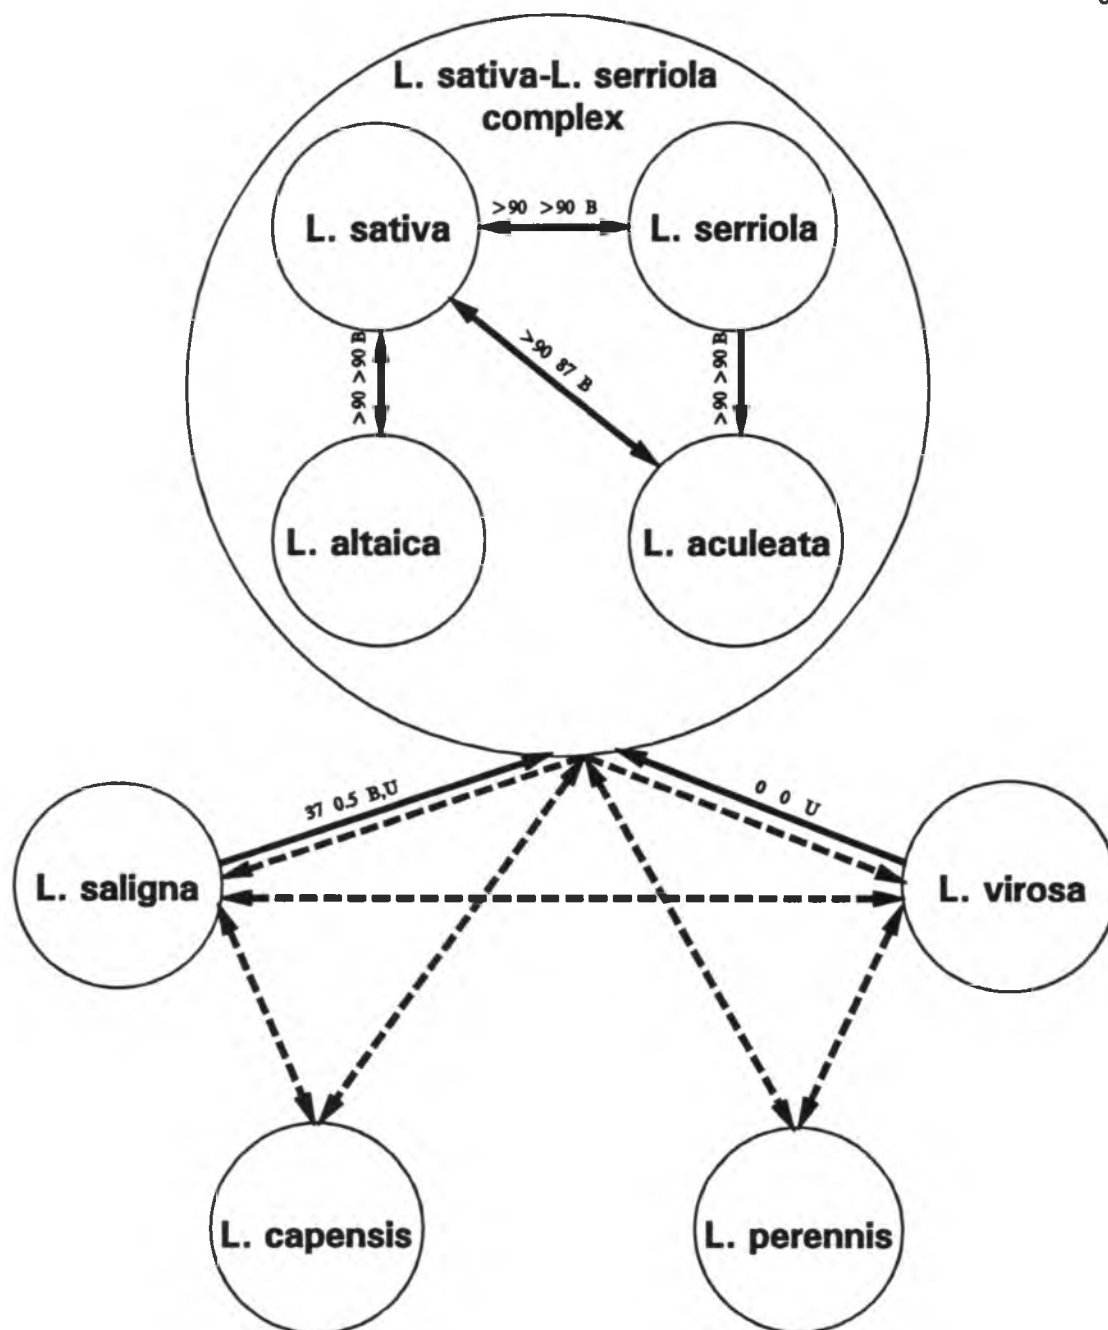 L. sativa-L. serriola
complex
>90 >90 B
L. sativa
L. serriola
>90 >90 B
>90 87 B
>90 >90 B
L. altaica
L. aculeata
37 0.5 B,U
0 0 U
L. saligna
L. virosa
L. capensis
L. perennis